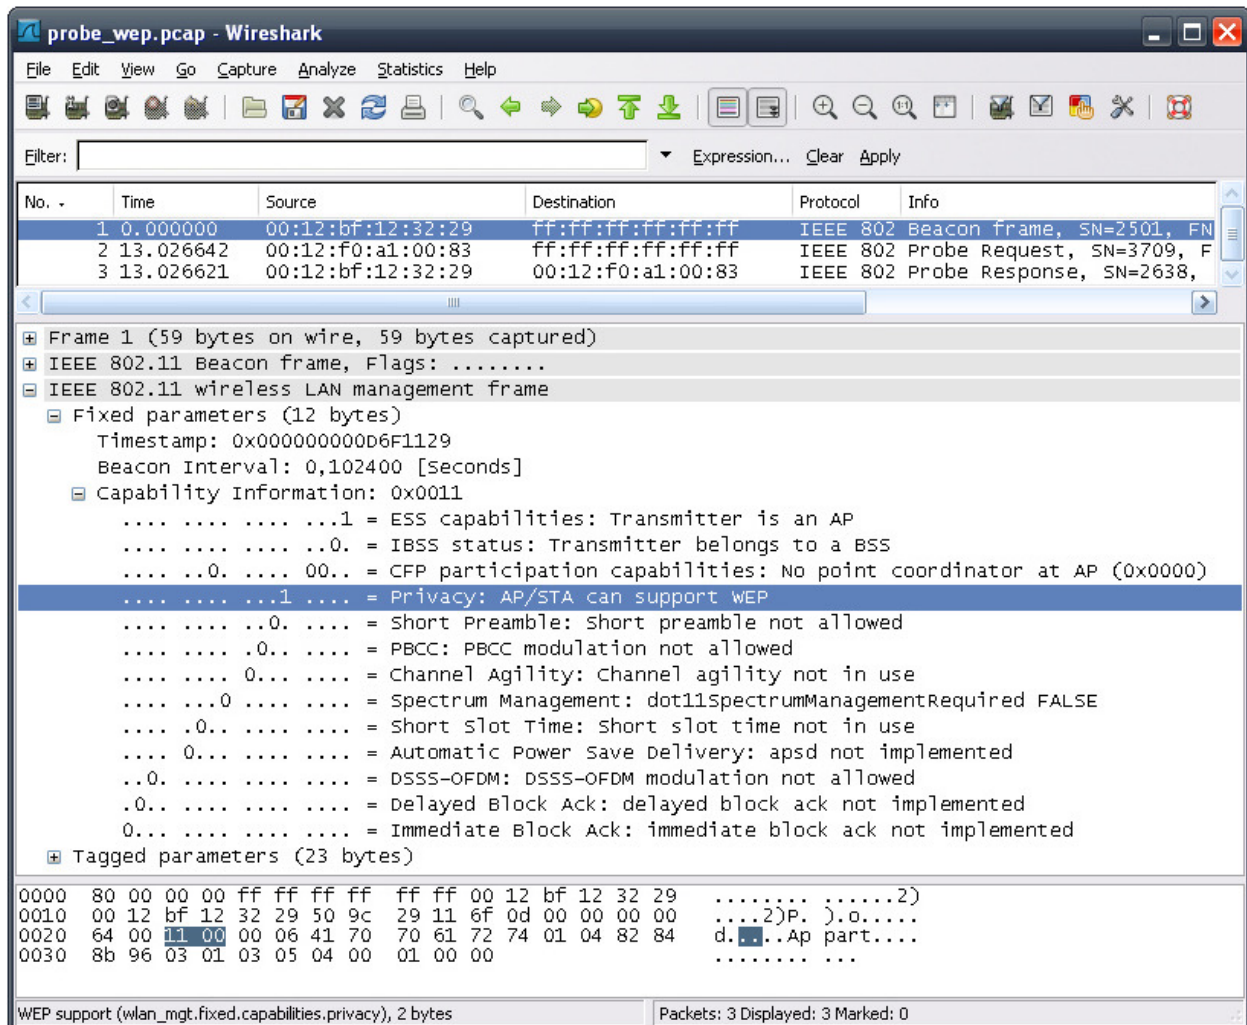 probe_wep.pcap - Wireshark
File Edit View Go Capture Analyze Statistics Help
Filter: Expression... Clear Apply
No. Time Source Destination Protocol Info
1 0.000000 00:12:bf:12:32:29 ff:ff:ff:ff:ff:ff IEEE 802 Beacon frame, SN=2501, FN
2 13.026642 00:12:f0:a1:00:83 ff:ff:ff:ff:ff:ff IEEE 802 Probe Request, SN=3709, F
3 13.026621 00:12:bf:12:32:29 00:12:f0:a1:00:83 IEEE 802 Probe Response, SN=2638,
Frame 1 (59 bytes on wire, 59 bytes captured)
IEEE 802.11 Beacon frame, Flags: ........
IEEE 802.11 wireless LAN management frame
Fixed parameters (12 bytes)
Timestamp: 0x000000000D6F1129
Beacon Interval: 0,102400 [Seconds]
Capability Information: 0x0011
.... .... .... ...1 = ESS capabilities: Transmitter is an AP
.... .... .... ..0. = IBSS status: Transmitter belongs to a BSS
.... ..0. .... 00.. = CFP participation capabilities: No point coordinator at AP (0x0000)
.... .... ...1 .... = Privacy: AP/STA can support WEP
.... .... ..0. .... = Short Preamble: Short preamble not allowed
.... .... .0.. .... = PBCC: PBCC modulation not allowed
.... .... 0... .... = Channel Agility: Channel agility not in use
.... ...0 .... .... = Spectrum Management: dot11SpectrumManagementRequired FALSE
.... .0.. .... .... = Short Slot Time: Short slot time not in use
.... 0... .... .... = Automatic Power Save Delivery: apsd not implemented
..0. .... .... .... = DSSS-OFDM: DSSS-OFDM modulation not allowed
.0.. .... .... .... = Delayed Block Ack: delayed block ack not implemented
0... .... .... .... = Immediate Block Ack: immediate block ack not implemented
Tagged parameters (23 bytes)
0000 80 00 00 00 ff ff ff ff ff ff 00 12 bf 12 32 29 ........ ......2)
0010 00 12 bf 12 32 29 50 9c 29 11 6f 0d 00 00 00 00 ....2)P. ).o.....
0020 64 00 11 00 00 06 41 70 70 61 72 74 01 04 82 84 d.....Ap part....
0030 8b 96 03 01 03 05 04 00 01 00 00 ........ ...
WEP support (wlan_mgt.fixed.capabilities.privacy), 2 bytes Packets: 3 Displayed: 3 Marked: 0